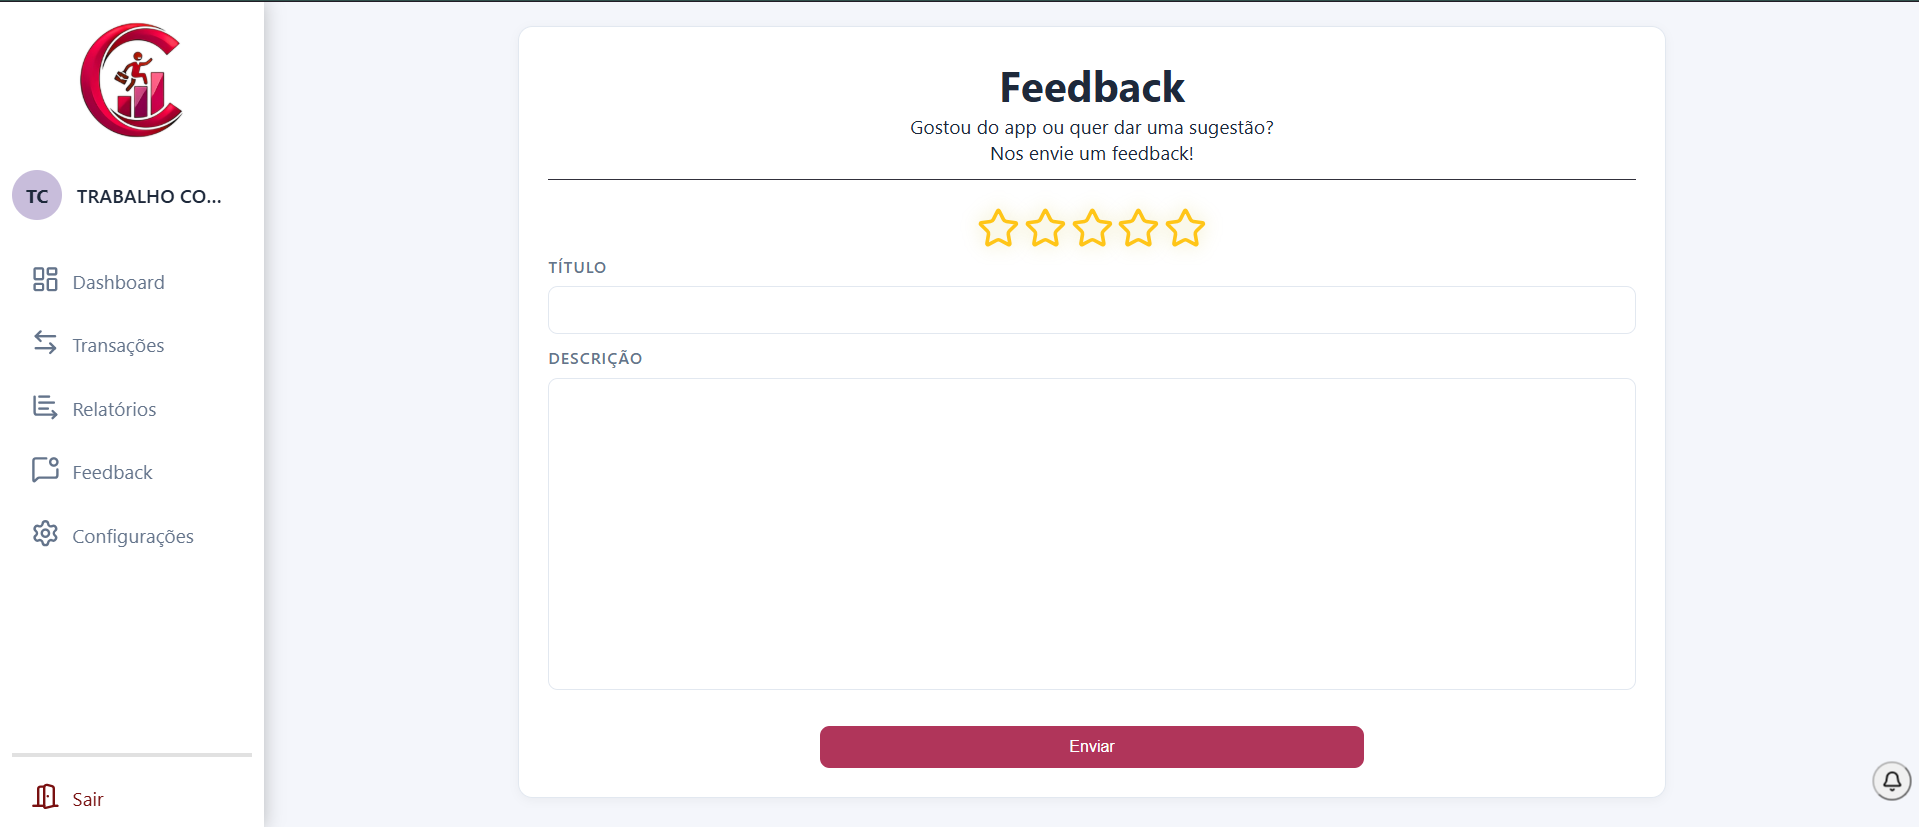 TC
TRABALHO CO...
Dashboard
Transações
Relatórios
Feedback
Configurações
Sair
Feedback
Gostou do app ou quer dar uma sugestão?
Nos envie um feedback!
TÍTULO
DESCRIÇÃO
Enviar